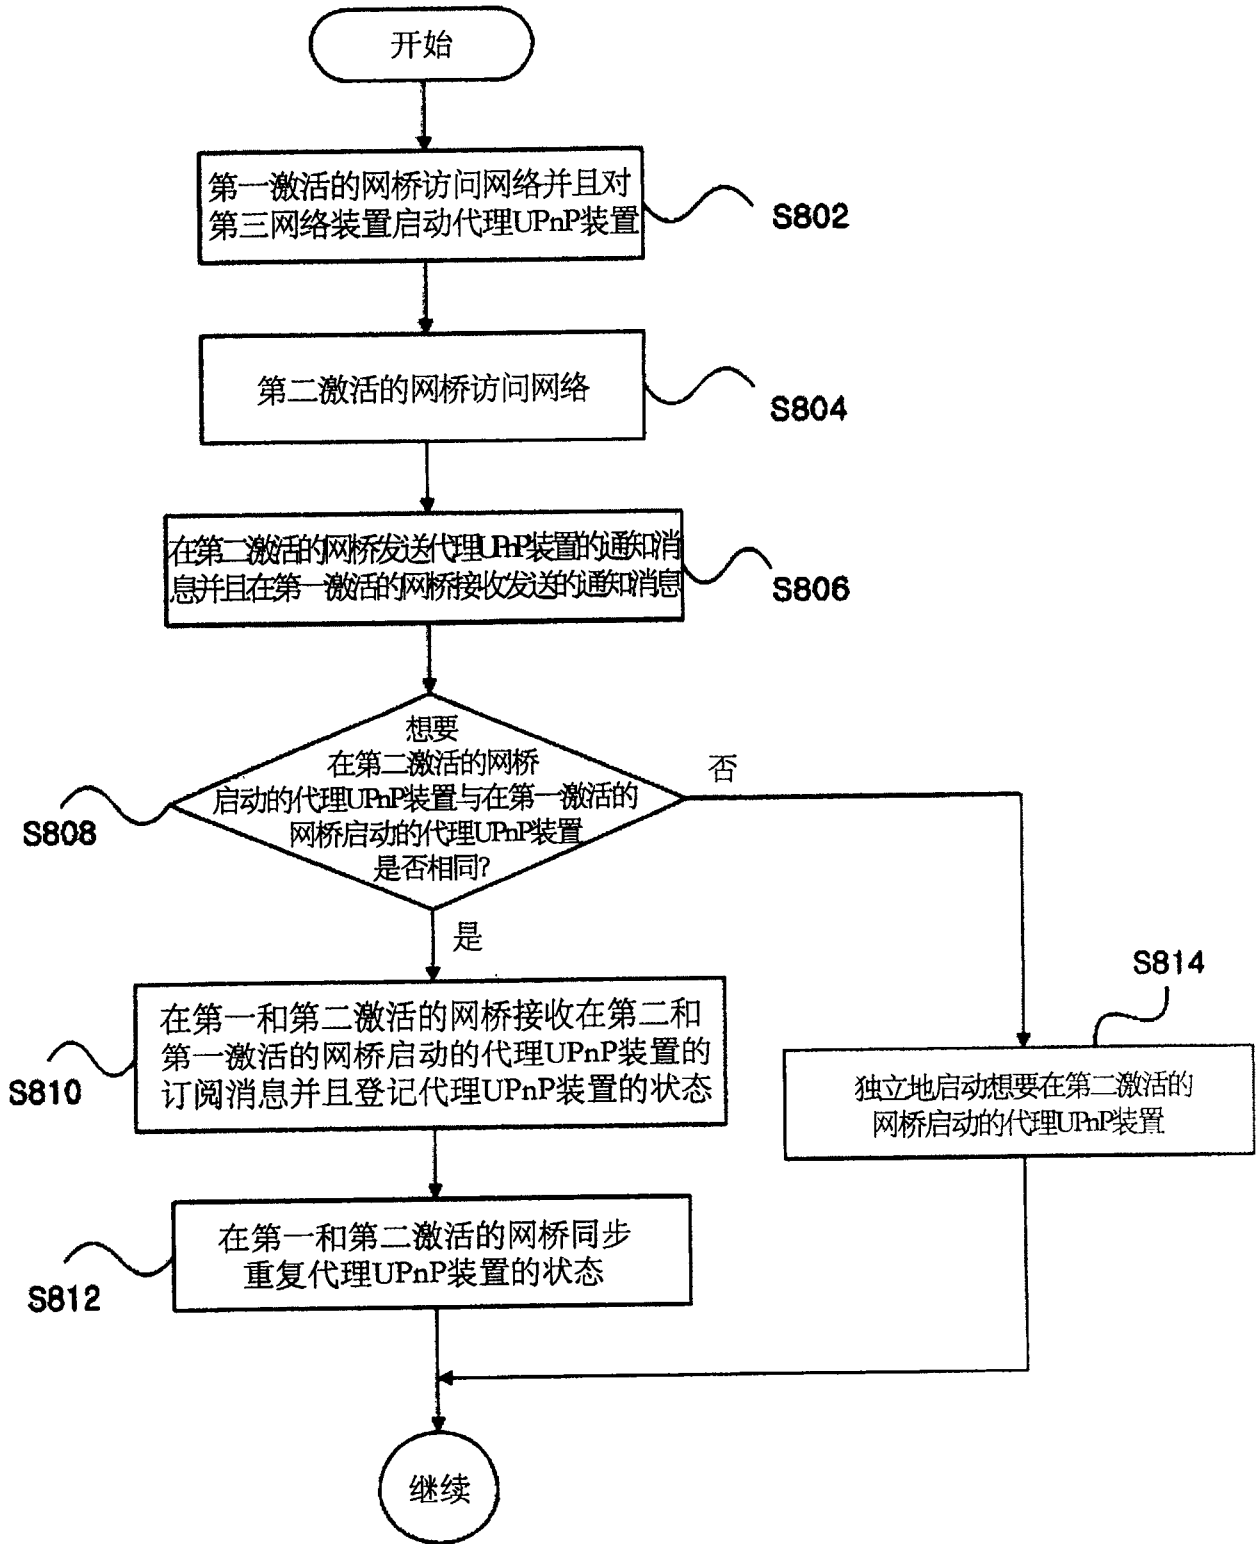 开始
第一激活的网桥访问网络并且对
第三网络装置启动代理UPnP装置
S802
第二激活的网桥访问网络
S804
在第二激活的网桥发送代理UPnP装置的通知消
息并且在第一激活的网桥接收发送的通知消息
S806
想要
在第二激活的网桥
启动的代理UPnP装置与在第一激活的
网桥启动的代理UPnP装置
是否相同?
S808
否
是
在第一和第二激活的网桥接收在第二和
第一激活的网桥启动的代理UPnP装置的
订阅消息并且登记代理UPnP装置的状态
S810
S814
独立地启动想要在第二激活的
网桥启动的代理UPnP装置
在第一和第二激活的网桥同步
重复代理UPnP装置的状态
S812
继续